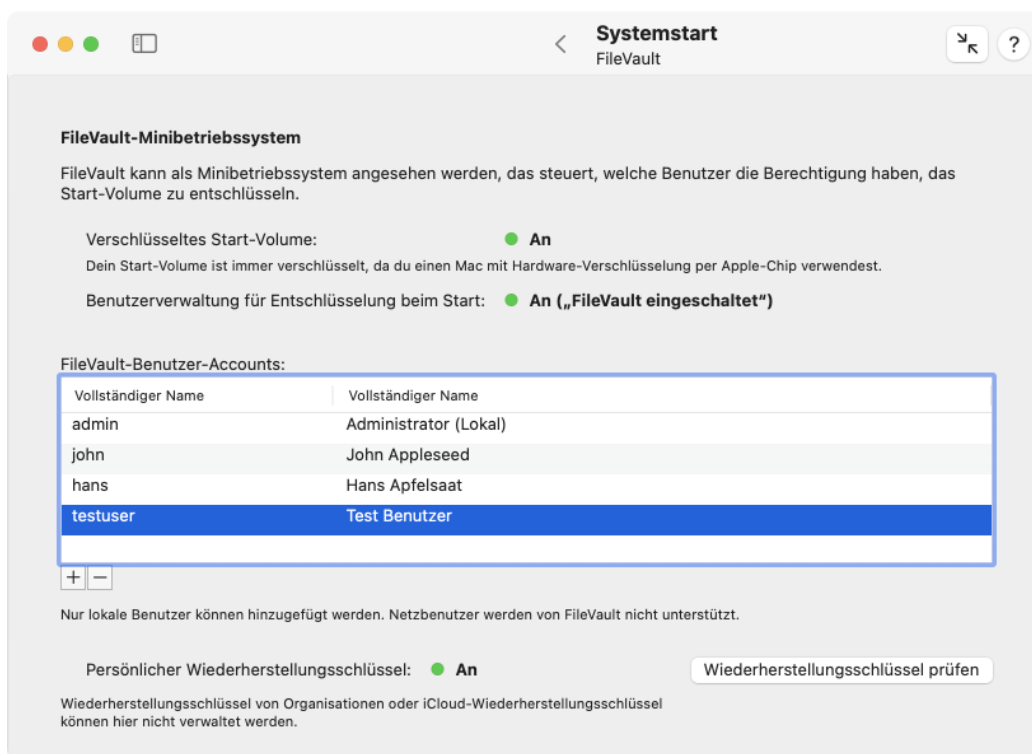 Systemstart
FileVault
?
FileVault-Minibetriebssystem
FileVault kann als Minibetriebssystem angesehen werden, das steuert, welche Benutzer die Berechtigung haben, das
Start-Volume zu entschlüsseln.
Verschlüsseltes Start-Volume: An
Dein Start-Volume ist immer verschlüsselt, da du einen Mac mit Hardware-Verschlüsselung per Apple-Chip verwendest.
Benutzerverwaltung für Entschlüsselung beim Start: An („FileVault eingeschaltet“)
FileVault-Benutzer-Accounts:
Vollständiger Name Vollständiger Name
admin Administrator (Lokal)
john John Appleseed
hans Hans Apfelsaat
testuser Test Benutzer
+ −
Nur lokale Benutzer können hinzugefügt werden. Netzbenutzer werden von FileVault nicht unterstützt.
Persönlicher Wiederherstellungsschlüssel: An Wiederherstellungsschlüssel prüfen
Wiederherstellungsschlüssel von Organisationen oder iCloud-Wiederherstellungsschlüssel
können hier nicht verwaltet werden.